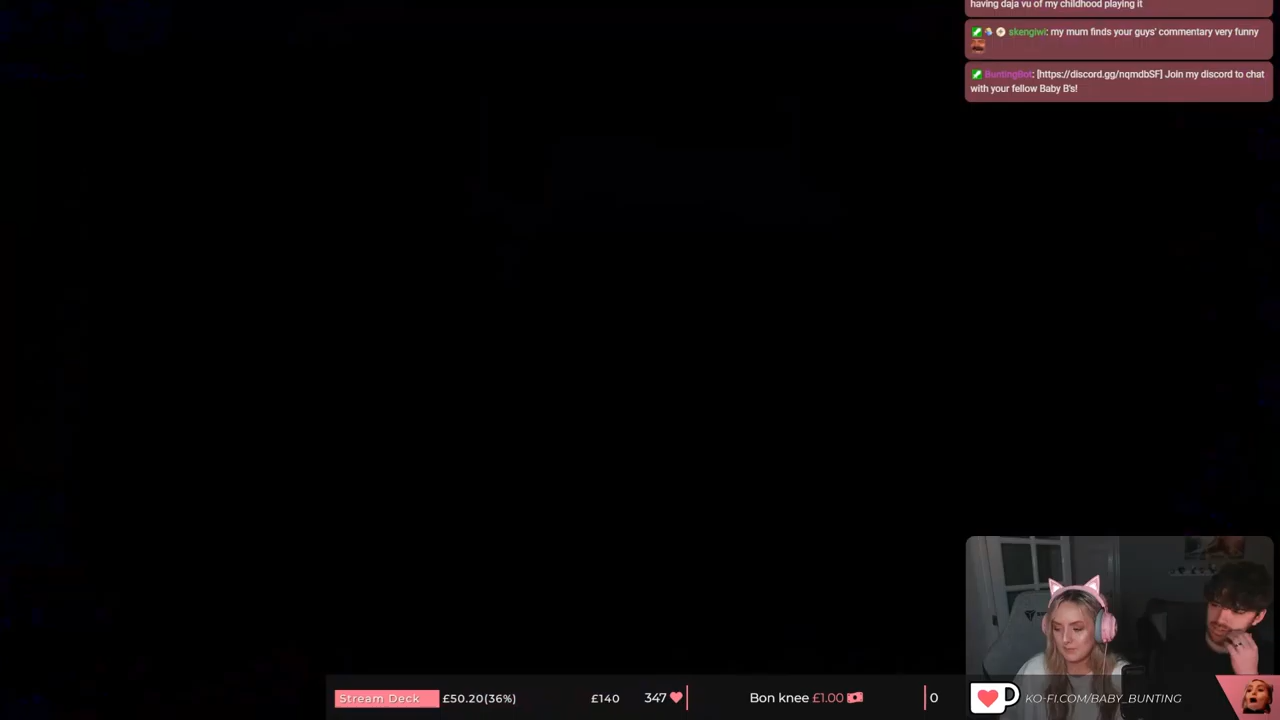 having daja vu of my childhood playing it
skengiwi: my mum finds your guys' commentary very funny
BuntingBot: [https://discord.gg/nqmdbSF] Join my discord to chat
with your fellow Baby B's!
Stream Deck £50.20(36%) £140 347 Bon knee £1.00 0 KO-FI.COM/BABY_BUNTING